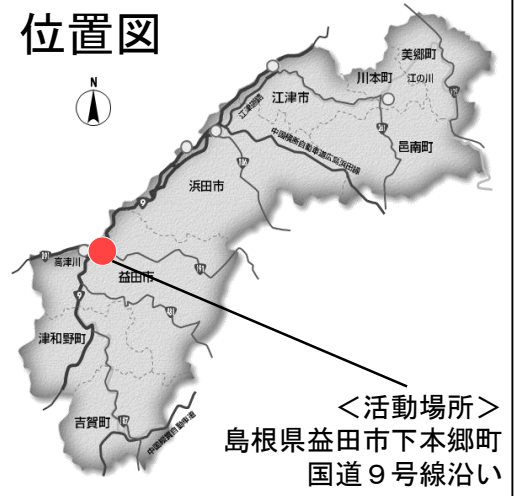 位置図
N
美郷町
川本町
江の川
江津市
江津道路
邑南町
中国横断自動車道広島浜田線
浜田市
9
191
高津川
益田市
9
津和野町
吉賀町
中国縦貫自動車道
<活動場所>
島根県益田市下本郷町
国道9号線沿い